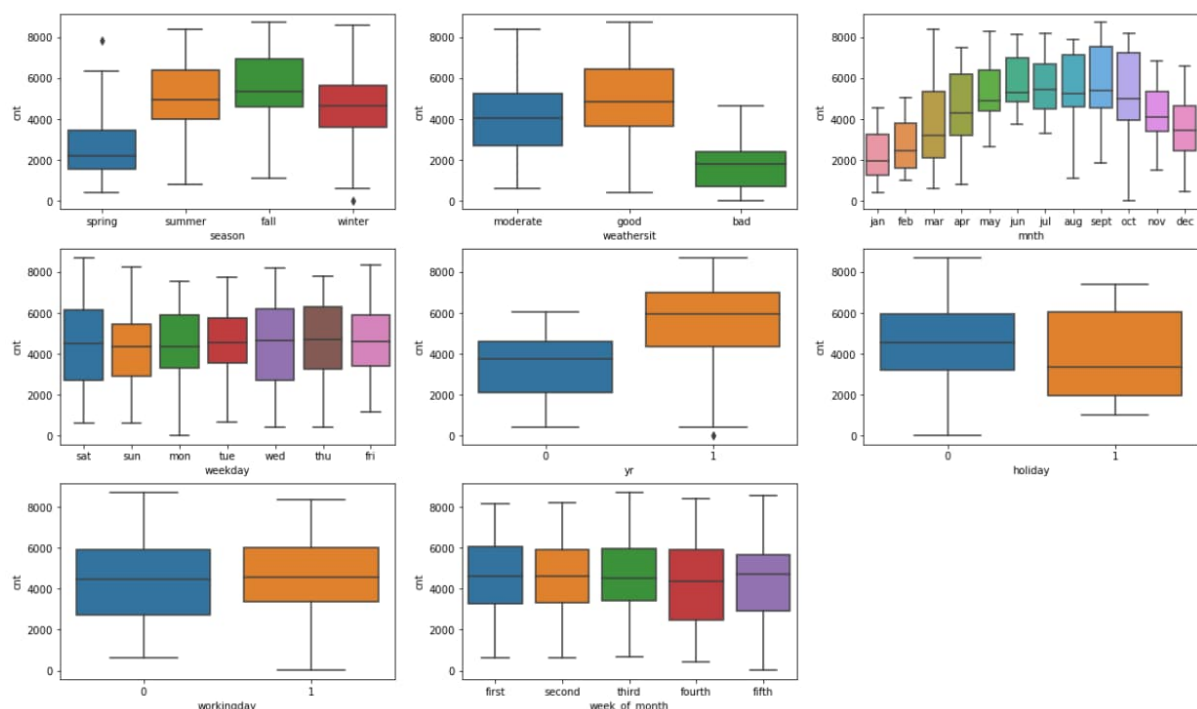 8000
6000
4000
2000
0
cnt
spring summer fall winter
season
8000
6000
4000
2000
0
cnt
moderate good bad
weathersit
8000
6000
4000
2000
0
cnt
jan feb mar apr may jun jul aug sept oct nov dec
mnth
8000
6000
4000
2000
0
cnt
sat sun mon tue wed thu fri
weekday
8000
6000
4000
2000
0
cnt
0 1
yr
8000
6000
4000
2000
0
cnt
0 1
holiday
8000
6000
4000
2000
0
cnt
0 1
workingday
8000
6000
4000
2000
0
cnt
first second third fourth fifth
week_of_month